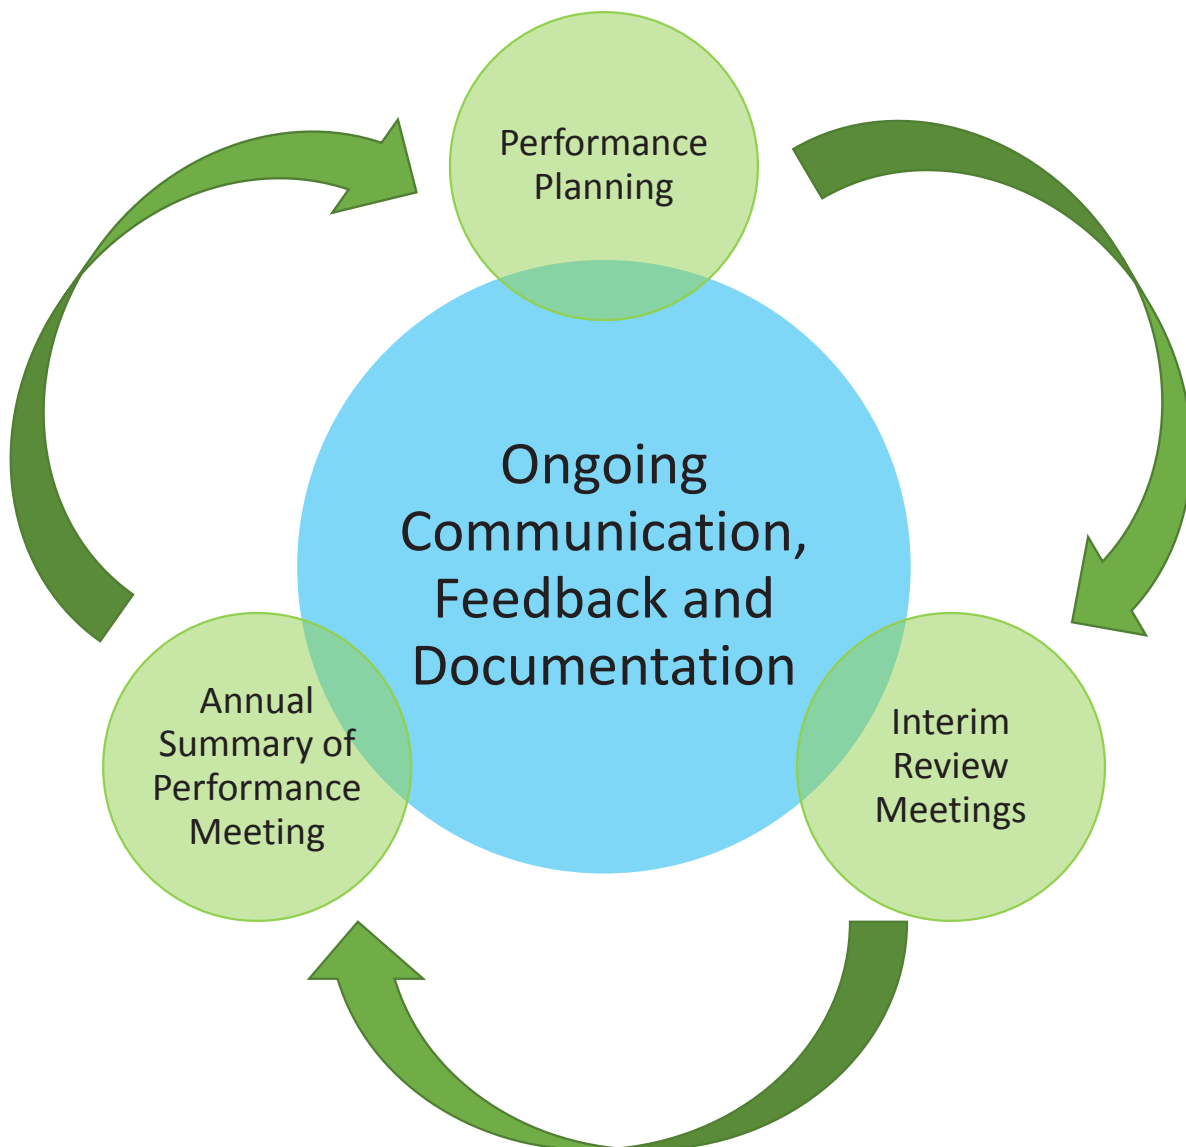 Performance
Planning
Ongoing
Communication,
Feedback and
Documentation
Annual
Summary of
Performance
Meeting
Interim
Review
Meetings